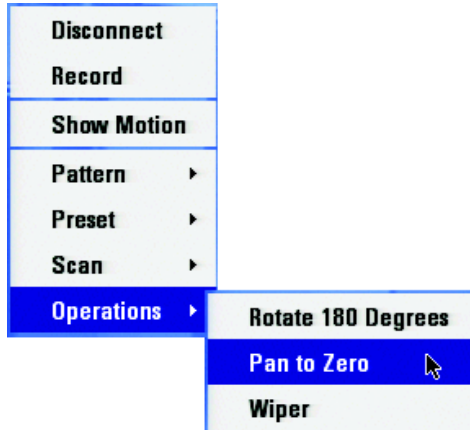 Disconnect
Record
Show Motion
Pattern
Preset
Scan
Operations
Rotate 180 Degrees
Pan to Zero
Wiper